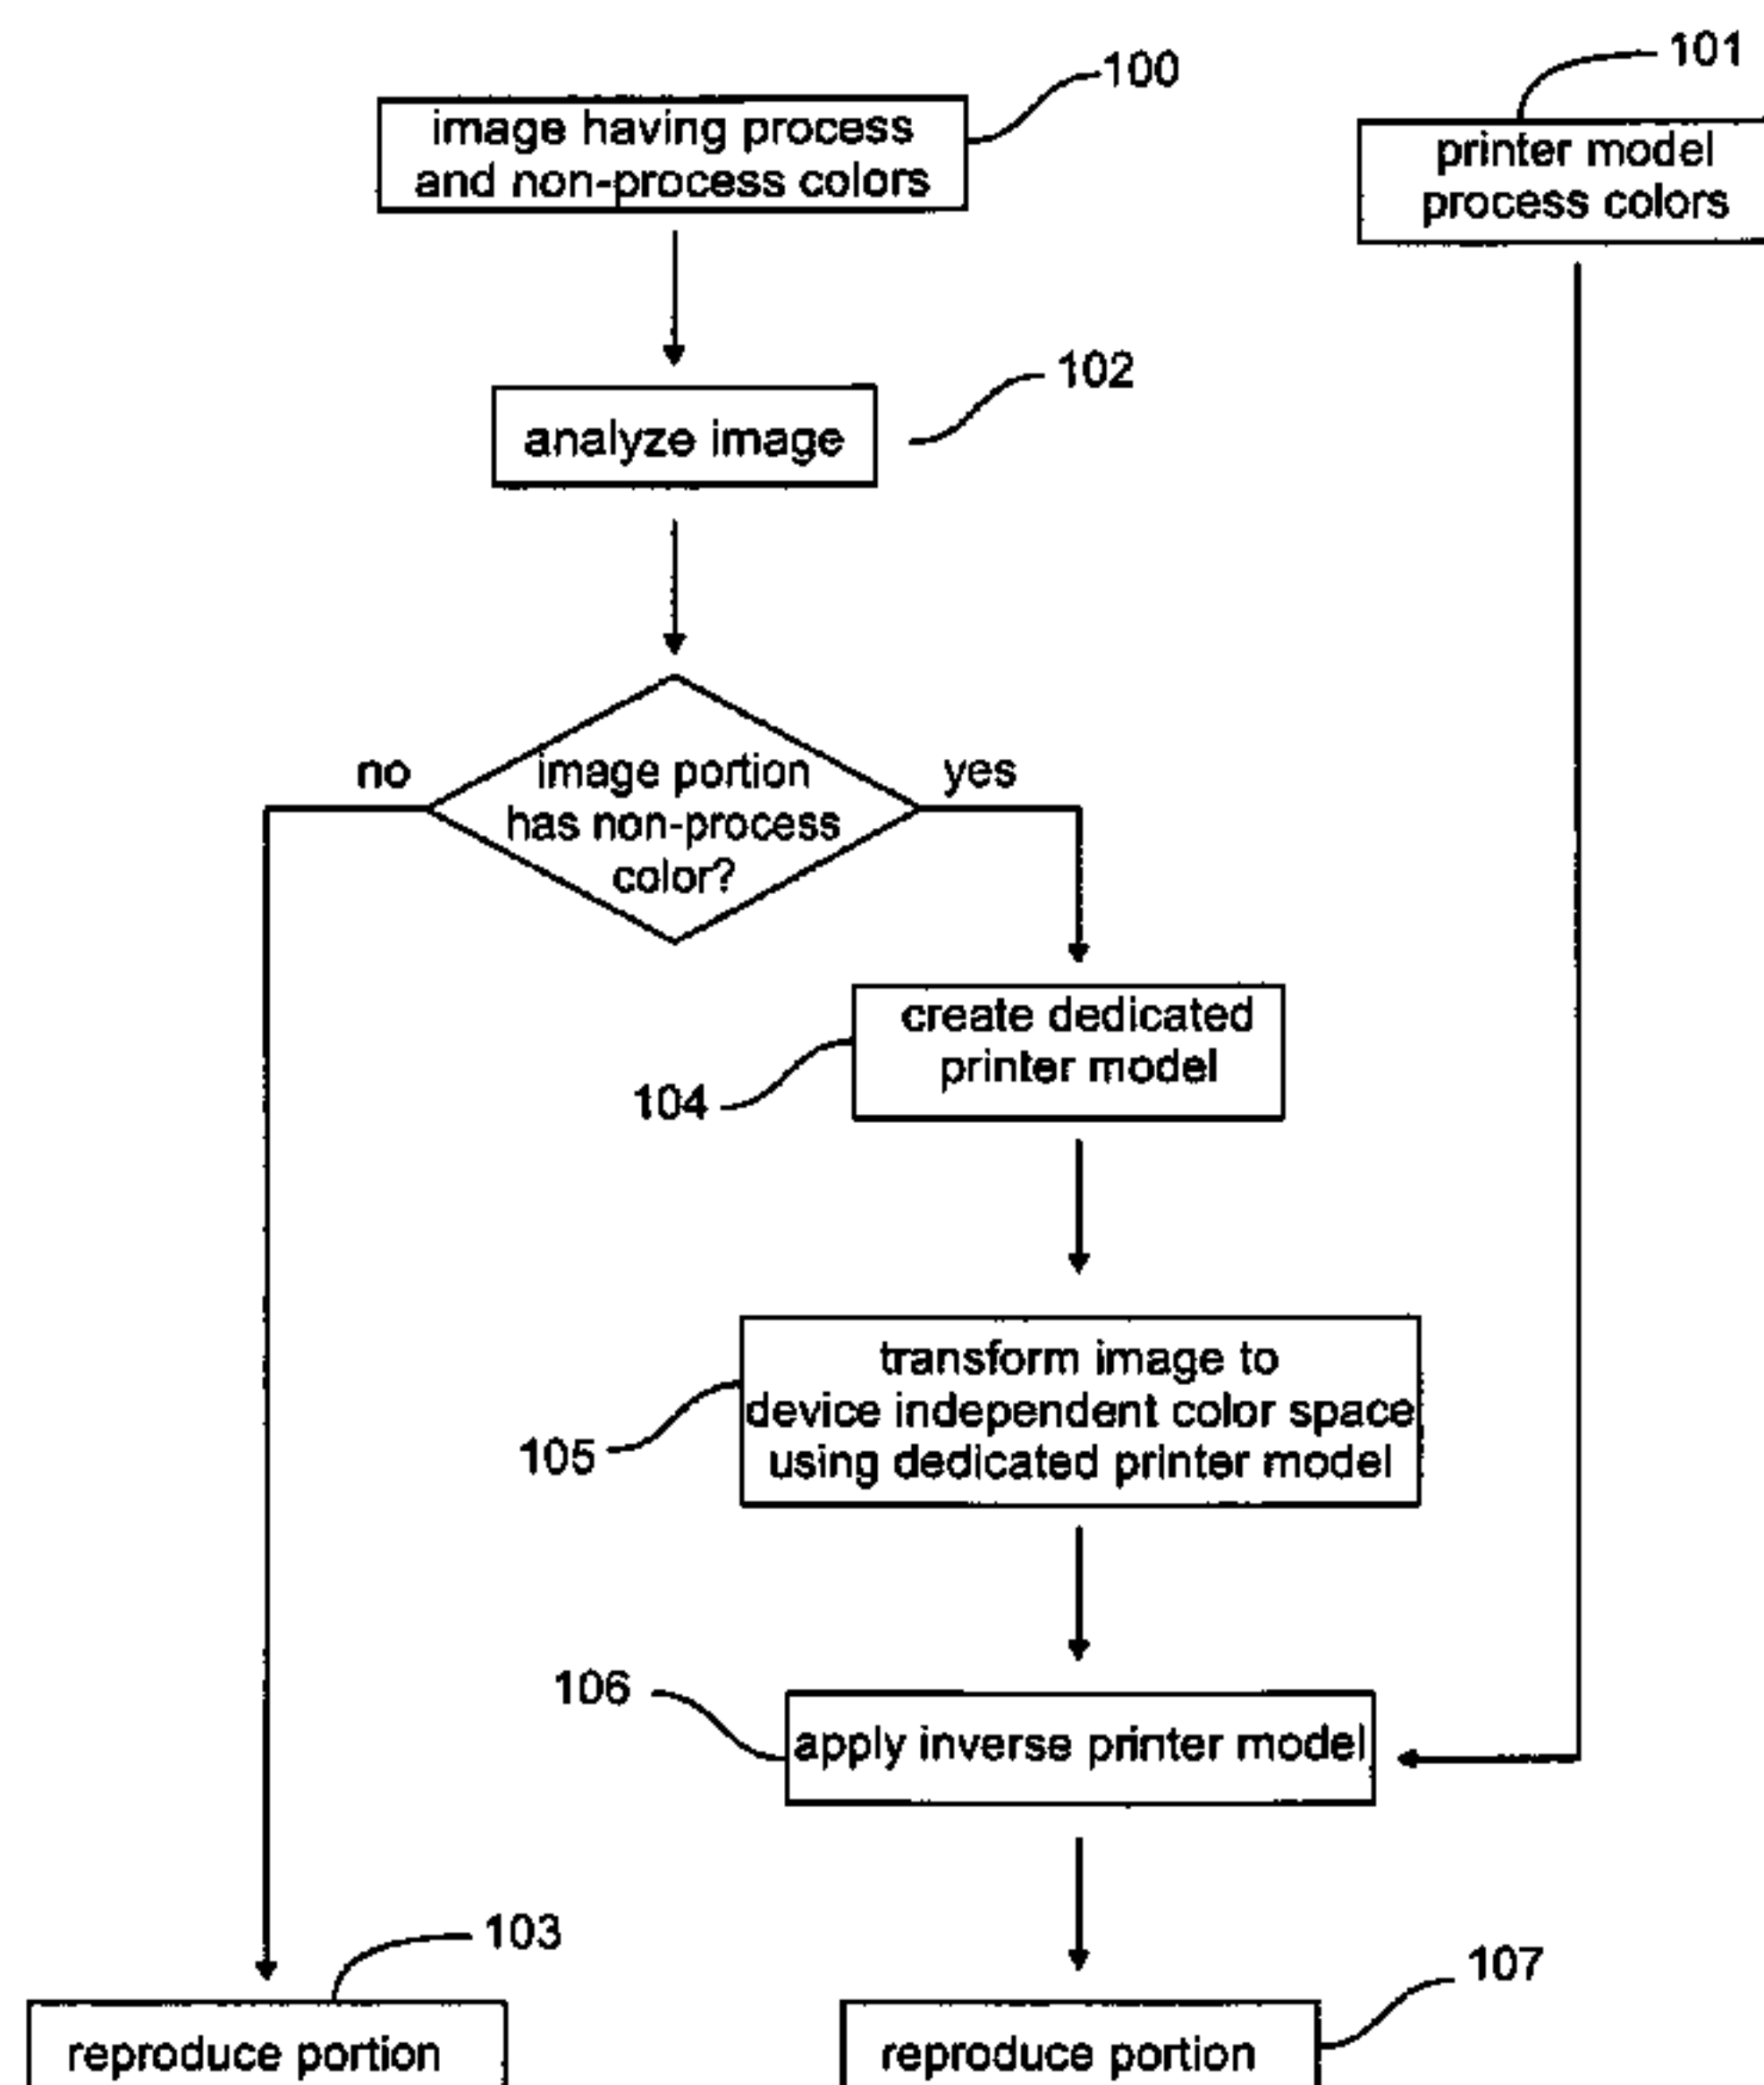 100
101
image having process
and non-process colors
printer model
process colors
102
analyze image
no
yes
image portion
has non-process
color?
create dedicated
printer model
104
transform image to
device independent color space
using dedicated printer model
105
106
apply inverse printer model
103
107
reproduce portion
reproduce portion